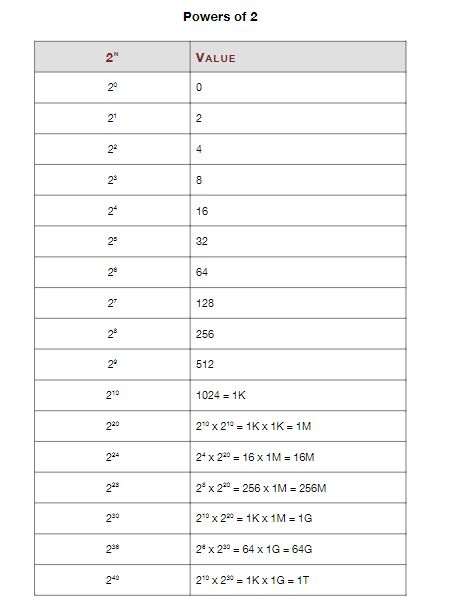 Powers of 2
2ᴺ VALUE
2⁰ 0
2¹ 2
2² 4
2³ 8
2⁴ 16
2⁵ 32
2⁶ 64
2⁷ 128
2⁸ 256
2⁹ 512
2¹⁰ 1024 = 1K
2²⁰ 2¹⁰ x 2¹⁰ = 1K x 1K = 1M
2²⁴ 2⁴ x 2²⁰ = 16 x 1M = 16M
2²⁸ 2⁸ x 2²⁰ = 256 x 1M = 256M
2³⁰ 2¹⁰ x 2²⁰ = 1K x 1M = 1G
2³⁶ 2⁶ x 2³⁰ = 64 x 1G = 64G
2⁴⁰ 2¹⁰ x 2³⁰ = 1K x 1G = 1T